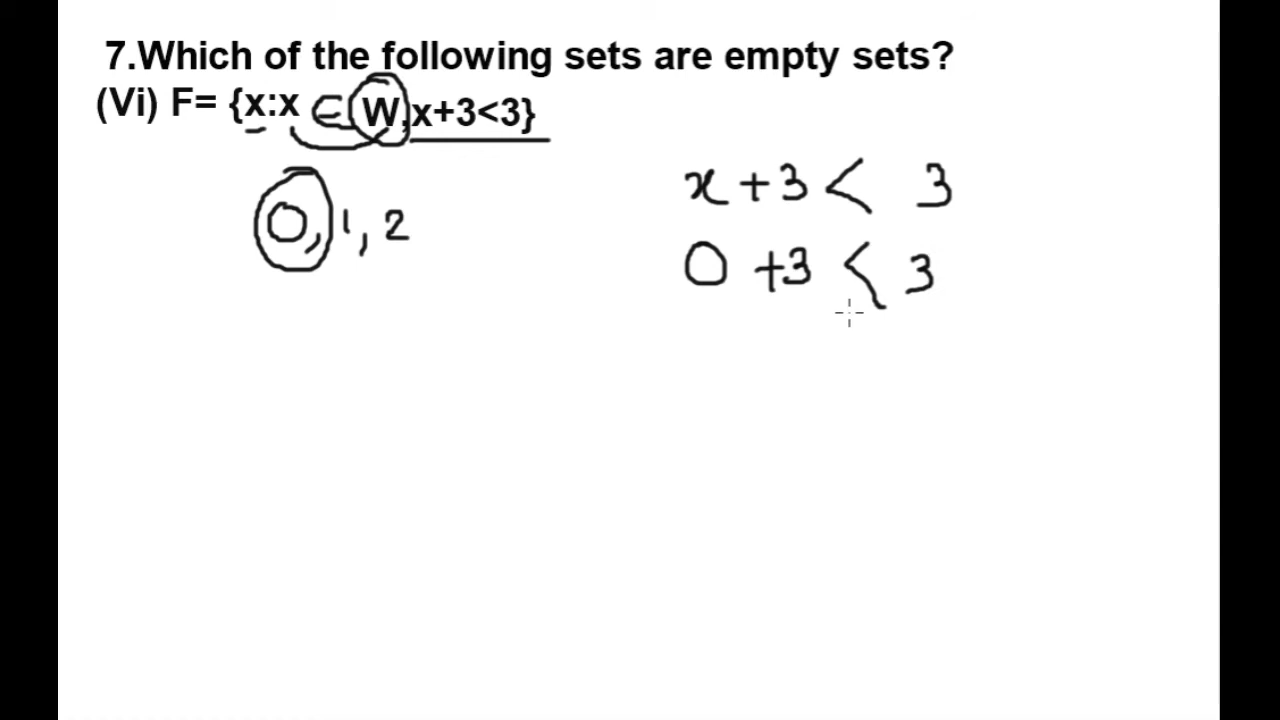 7.Which of the following sets are empty sets?
(Vi) F= {x:x ∈ W,x+3<3}
0, 1, 2
x +3 < 3
0 +3 < 3